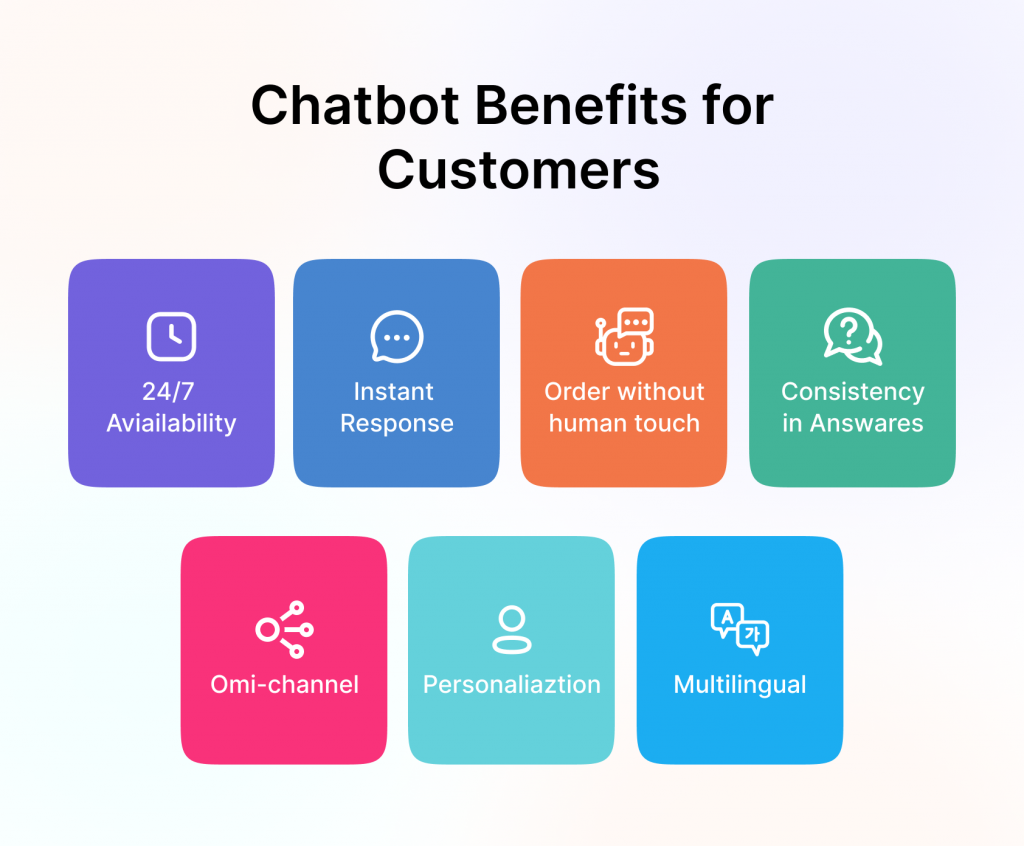 Chatbot Benefits for
Customers
24/7
Aviailability
Instant
Response
Order without
human touch
Consistency
in Answares
Omi-channel
Personaliaztion
A
가
Multilingual